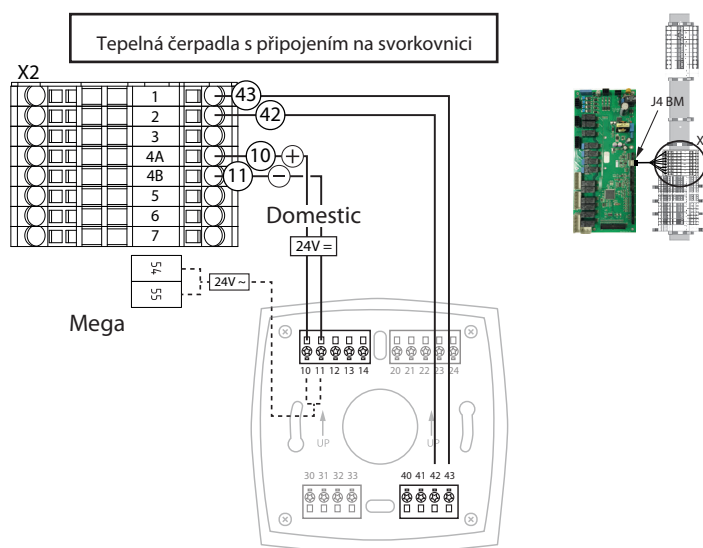 Tepelná čerpadla s připojením na svorkovnici
X2
1
2
3
4A
4B
5
6
7
43
42
10 +
11 −
Domestic
24V =
54
55
24V ~
Mega
10 11 12 13 14
20 21 22 23 24
UP
UP
30 31 32 33
40 41 42 43
J4 BM
X